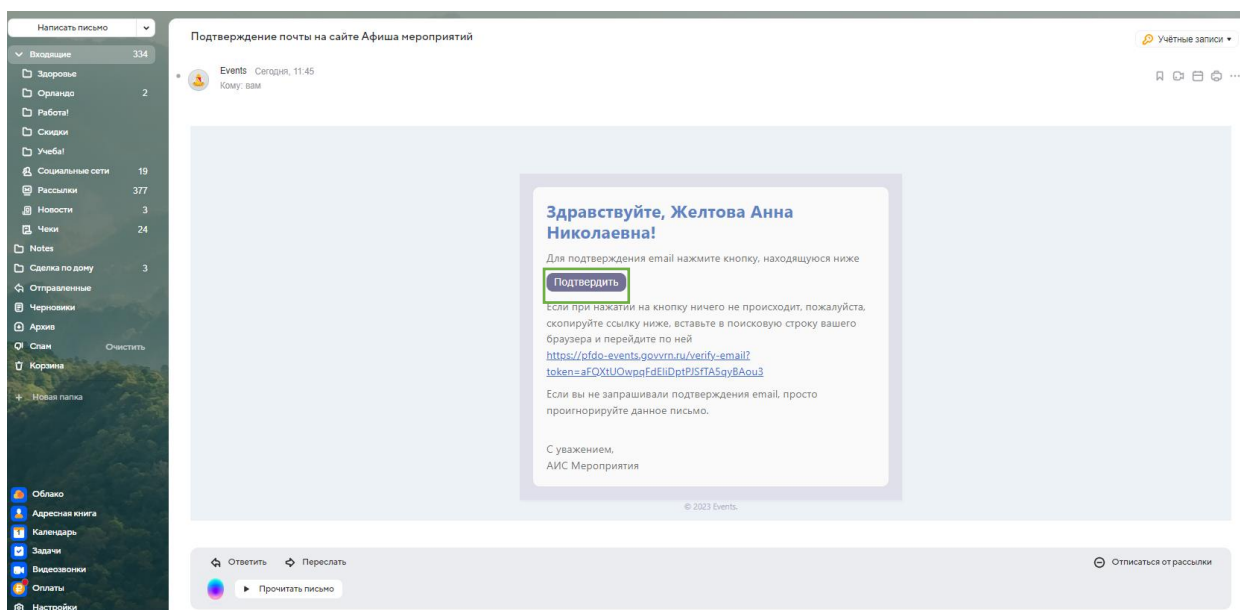 Написать письмо
Входящие 334
Здоровье
Орландо 2
Работа!
Скидки
Учеба!
Социальные сети 19
Рассылки 377
Новости 3
Чеки 24
Notes
Сделка по дому 3
Отправленные
Черновики
Архив
Спам Очистить
Корзина
+ Новая папка
Облако
Адресная книга
Календарь
Задачи
Видеозвонки
Оплаты
Настройки
Подтверждение почты на сайте Афиша мероприятий
Учётные записи
Events Сегодня, 11:45
Кому: вам
Здравствуйте, Желтова Анна
Николаевна!
Для подтверждения email нажмите кнопку, находящуюся ниже
Подтвердить
Если при нажатии на кнопку ничего не происходит, пожалуйста,
скопируйте ссылку ниже, вставьте в поисковую строку вашего
браузера и перейдите по ней
https://pfdo-events.govvrn.ru/verify-email?
token=aFQXtUOwpqFdEliDptPJSfTASqyBAou3
Если вы не запрашивали подтверждения email, просто
проигнорируйте данное письмо.
С уважением,
АИС Мероприятия
© 2023 Events.
Ответить Переслать
Отписаться от рассылки
Прочитать письмо